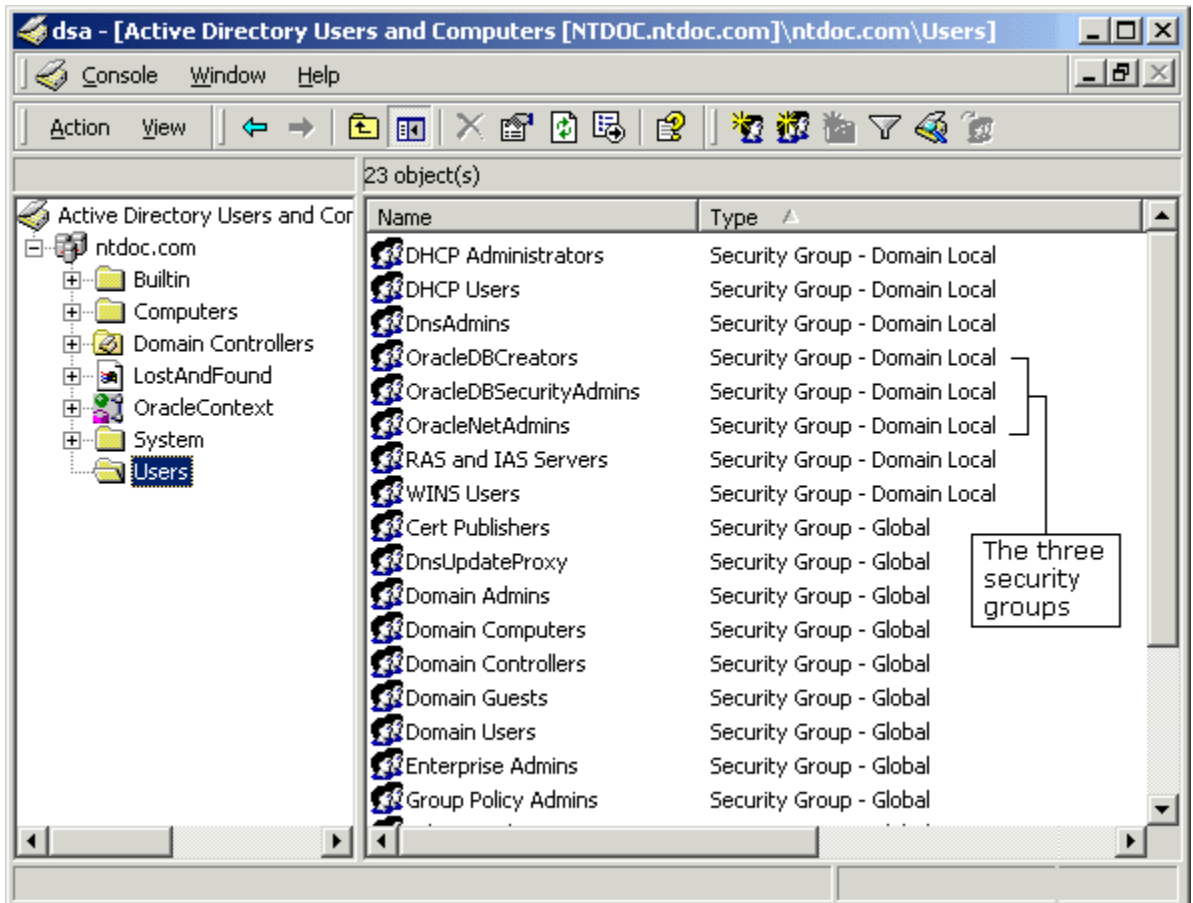 dsa - [Active Directory Users and Computers [NTDOC.ntdoc.com]\ntdoc.com\Users]
Console Window Help
Action View
23 object(s)
Active Directory Users and Cor
ntdoc.com
Builtin
Computers
Domain Controllers
LostAndFound
OracleContext
System
Users
Name Type
DHCP Administrators Security Group - Domain Local
DHCP Users Security Group - Domain Local
DnsAdmins Security Group - Domain Local
OracleDBCreators Security Group - Domain Local
OracleDBSecurityAdmins Security Group - Domain Local
OracleNetAdmins Security Group - Domain Local
RAS and IAS Servers Security Group - Domain Local
WINS Users Security Group - Domain Local
Cert Publishers Security Group - Global
DnsUpdateProxy Security Group - Global
Domain Admins Security Group - Global
Domain Computers Security Group - Global
Domain Controllers Security Group - Global
Domain Guests Security Group - Global
Domain Users Security Group - Global
Enterprise Admins Security Group - Global
Group Policy Admins Security Group - Global
The three
security
groups